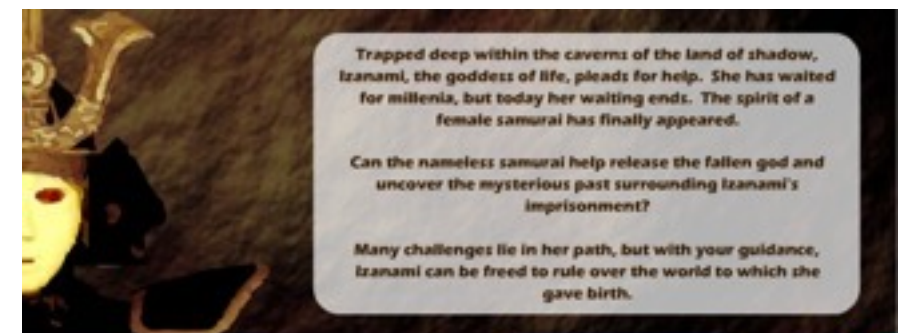 Trapped deep within the caverns of the land of shadow,
Izanami, the goddess of life, pleads for help.  She has waited
for millenia, but today her waiting ends.  The spirit of a
female samurai has finally appeared.
Can the nameless samurai help release the fallen god and
uncover the mysterious past surrounding Izanami's
imprisonment?
Many challenges lie in her path, but with your guidance,
Izanami can be freed to rule over the world to which she
gave birth.